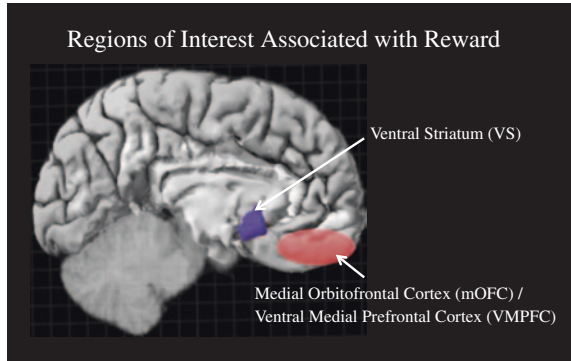 Regions of Interest Associated with Reward
Ventral Striatum (VS)
Medial Orbitofrontal Cortex (mOFC) /
Ventral Medial Prefrontal Cortex (VMPFC)